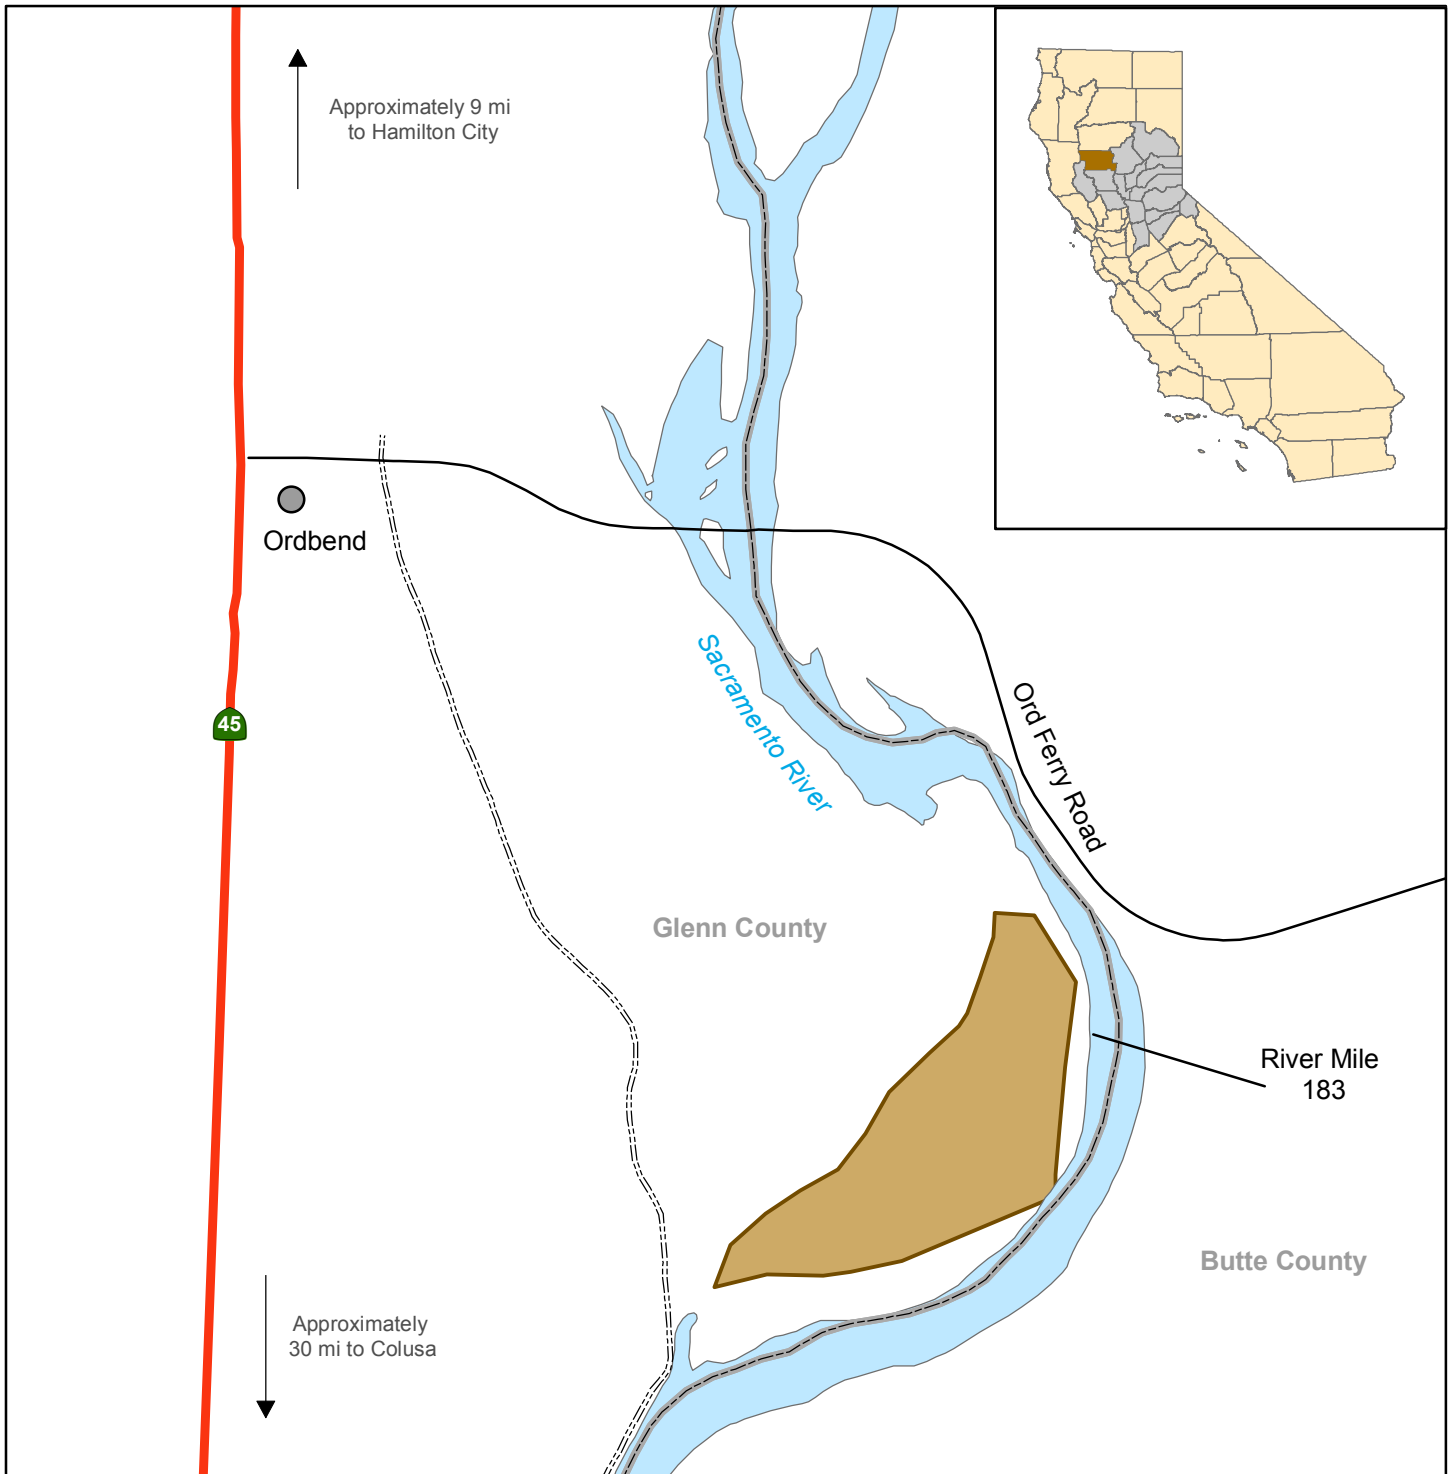 Approximately 9 mi
to Hamilton City
Ordbend
45
Sacramento River
Ord Ferry Road
Glenn County
River Mile
183
Butte County
Approximately
30 mi to Colusa